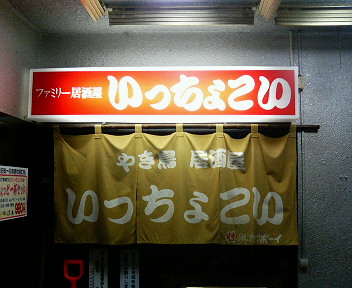 ファミリー居酒屋 いっちょこい
やき鳥 居酒屋
いっちょこい